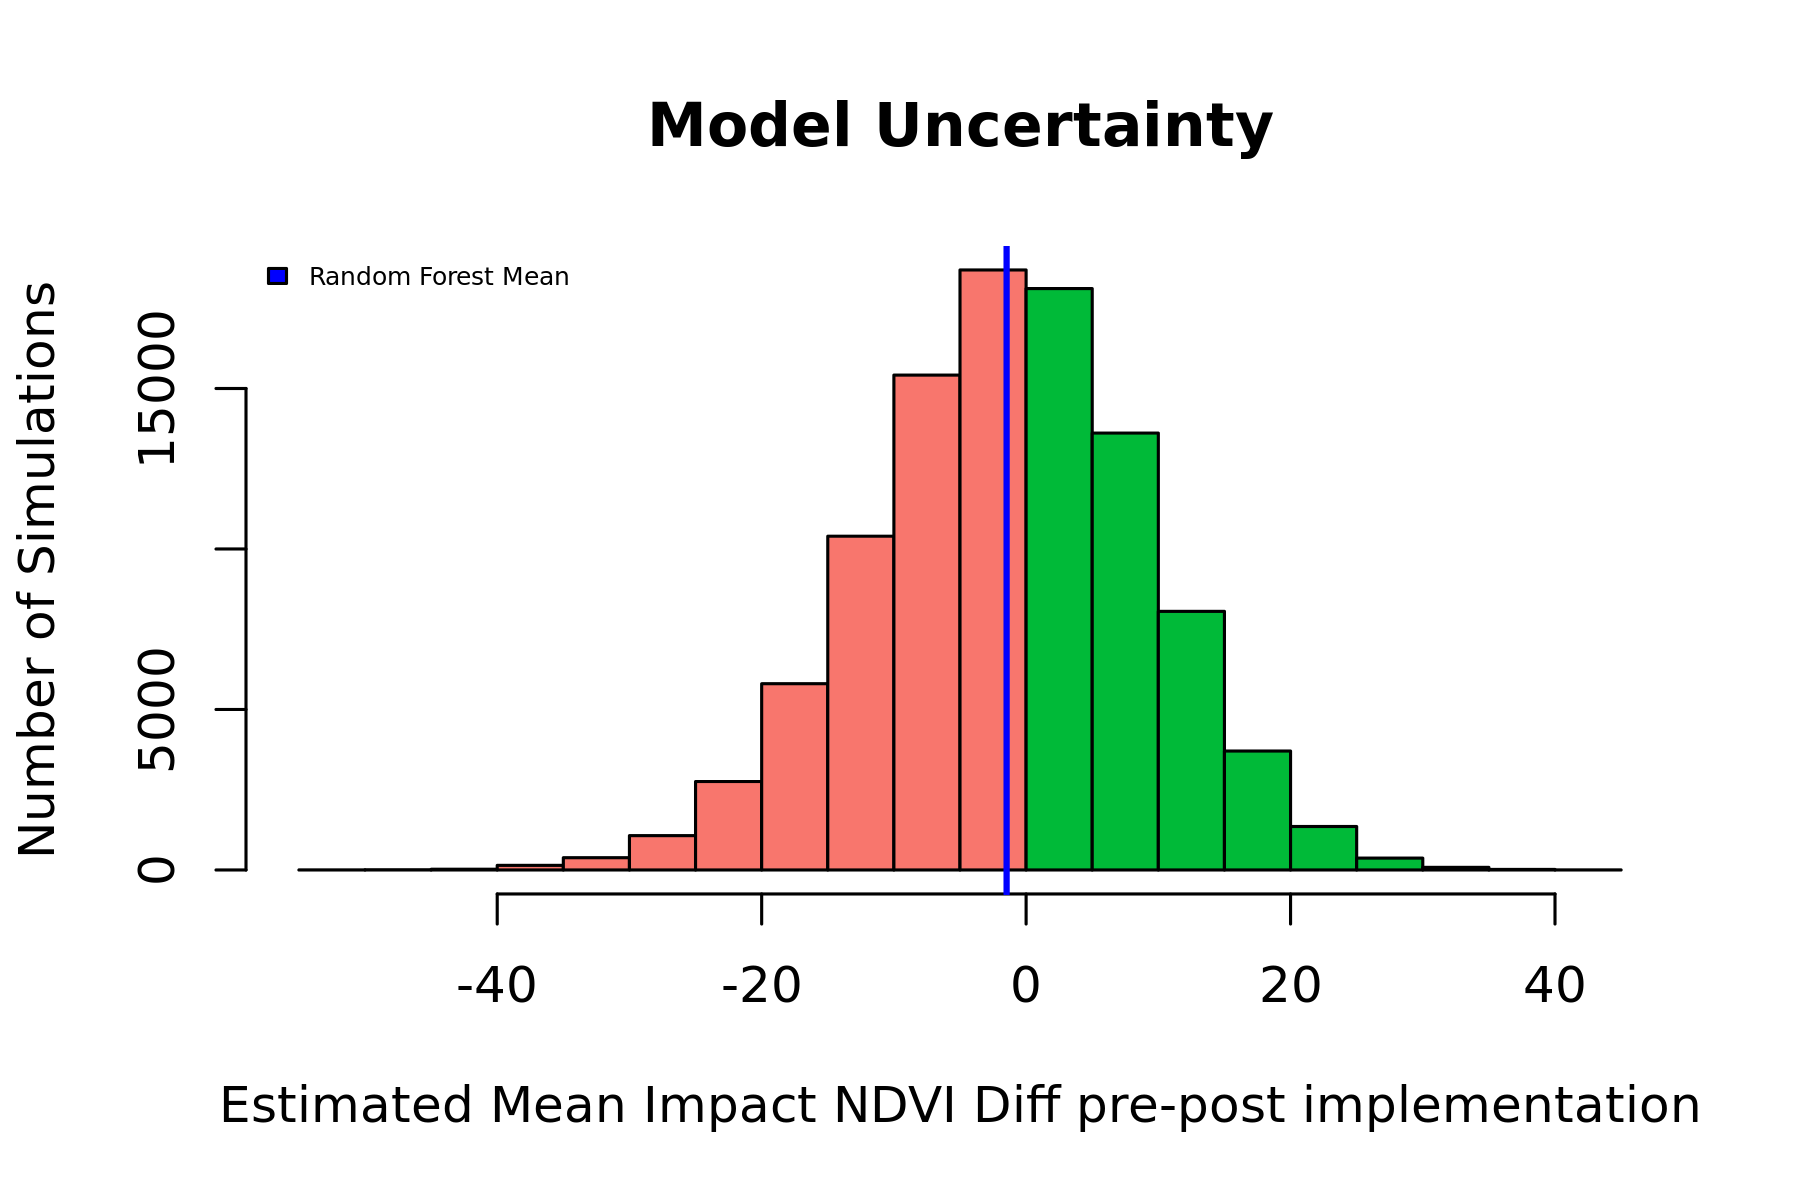 Model Uncertainty
Random Forest Mean
Number of Simulations
15000
5000
0
-40 -20 0 20 40
Estimated Mean Impact NDVI Diff pre-post implementation